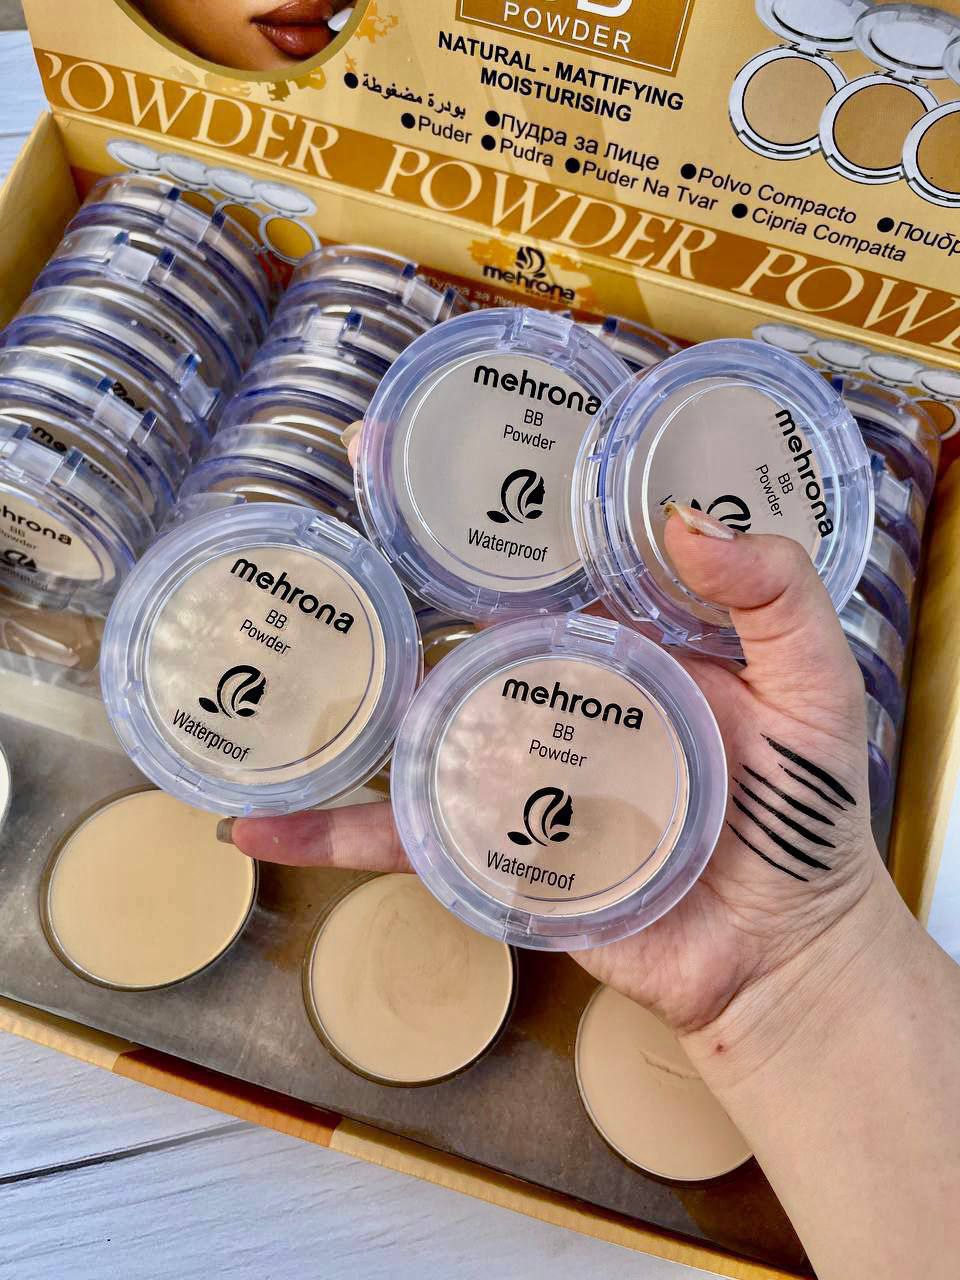 POWDER
NATURAL - MATTIFYING
MOISTURISING
●بودرة مضغوطة ●Пудра за лице ●Polvo Compacto
●Puder ●Pudra ●Puder Na Tvar ●Cipria Compatta
POWDER POWDER
mehrona
mehrona
BB
Powder
Waterproof
mehrona
BB
Powder
mehrona
BB
Powder
Waterproof
mehrona
BB
Powder
Waterproof
BB